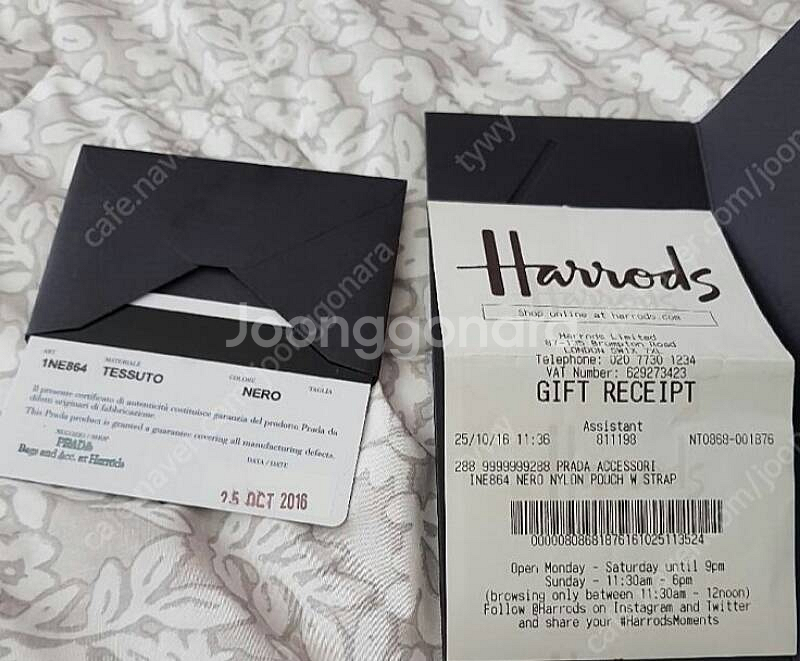 ART
1NE864
MATERIALE
TESSUTO
COLORE
NERO
TAGLIA
Il presente certificato di autenticità costituisce garanzia del prodotto Prada da
difetti originari di fabbricazione.
This Prada product is granted a guarantee covering all manufacturing defects.
NEGOZIO / SHOP
PRADA
Bags and Acc. at Harrods
DATA / DATE
25 OCT 2016
Harrods
Shop online at harrods.com
Harrods Limited
87-135 Brompton Road
LONDON SW1X 7XL
Telephone: 020 7730 1234
VAT Number: 629273423
GIFT RECEIPT
Assistant
25/10/16 11:36 811198 NT0868-001876
288 9999999288 PRADA ACCESSORI
INE864 NERO NYLON POUCH W STRAP
00000808681876161025113524
Open Monday - Saturday until 9pm
Sunday - 11:30am - 6pm
(browsing only between 11:30am - 12noon)
Follow @Harrods on Instagram and Twitter
and share your #HarrodsMoments
Joonggonara
tywy